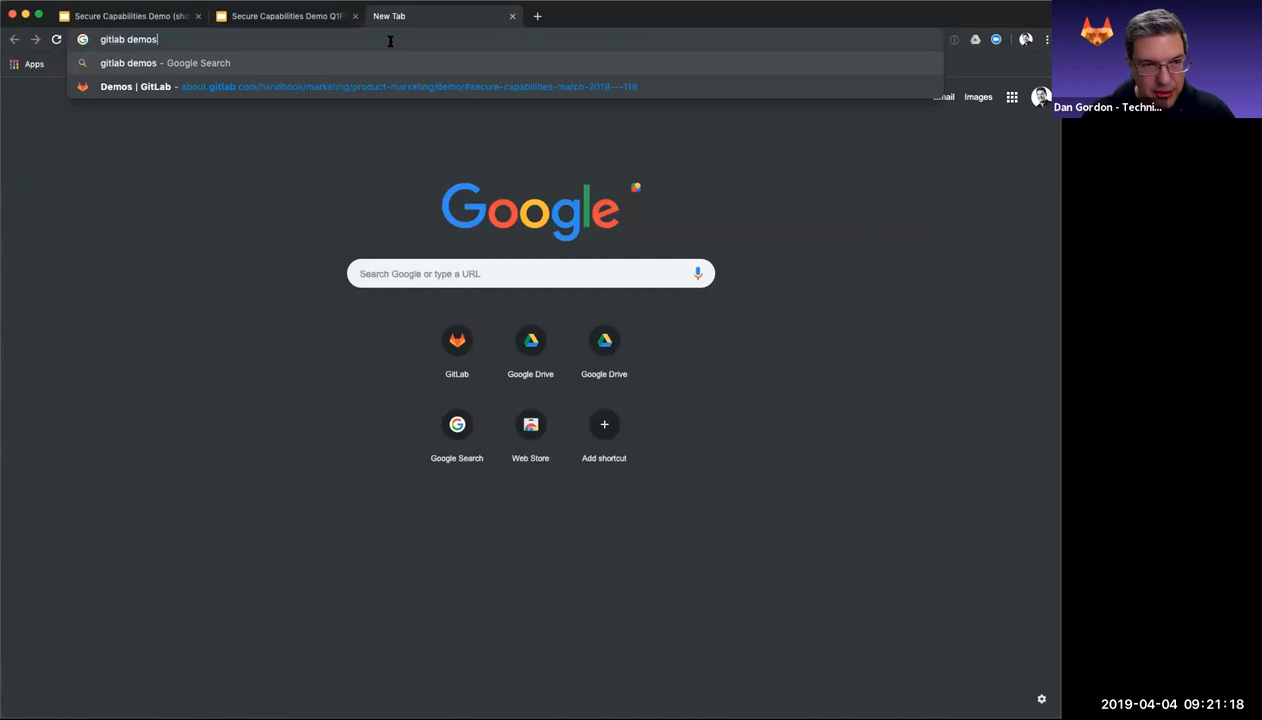 Secure Capabilities Demo (sho
Secure Capabilities Demo Q1F
New Tab
gitlab demos
gitlab demos - Google Search
Apps
Demos | GitLab - about.gitlab.com/handbook/marketing/product-marketing/demo/#secure-capabilities-march-2019---118
mail
Images
Dan Gordon - Techni...
Google
Search Google or type a URL
GitLab
Google Drive
Google Drive
Google Search
Web Store
Add shortcut
2019-04-04 09:21:18